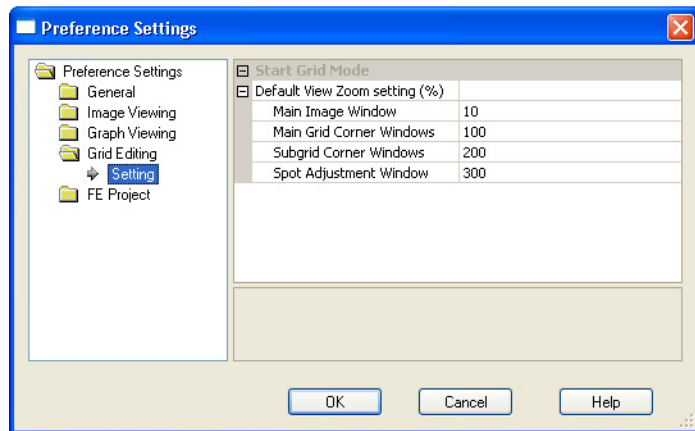 Preference Settings
Preference Settings
General
Image Viewing
Graph Viewing
Grid Editing
Setting
FE Project
Start Grid Mode
Default View Zoom setting (%)
Main Image Window 10
Main Grid Corner Windows 100
Subgrid Corner Windows 200
Spot Adjustment Window 300
OK Cancel Help